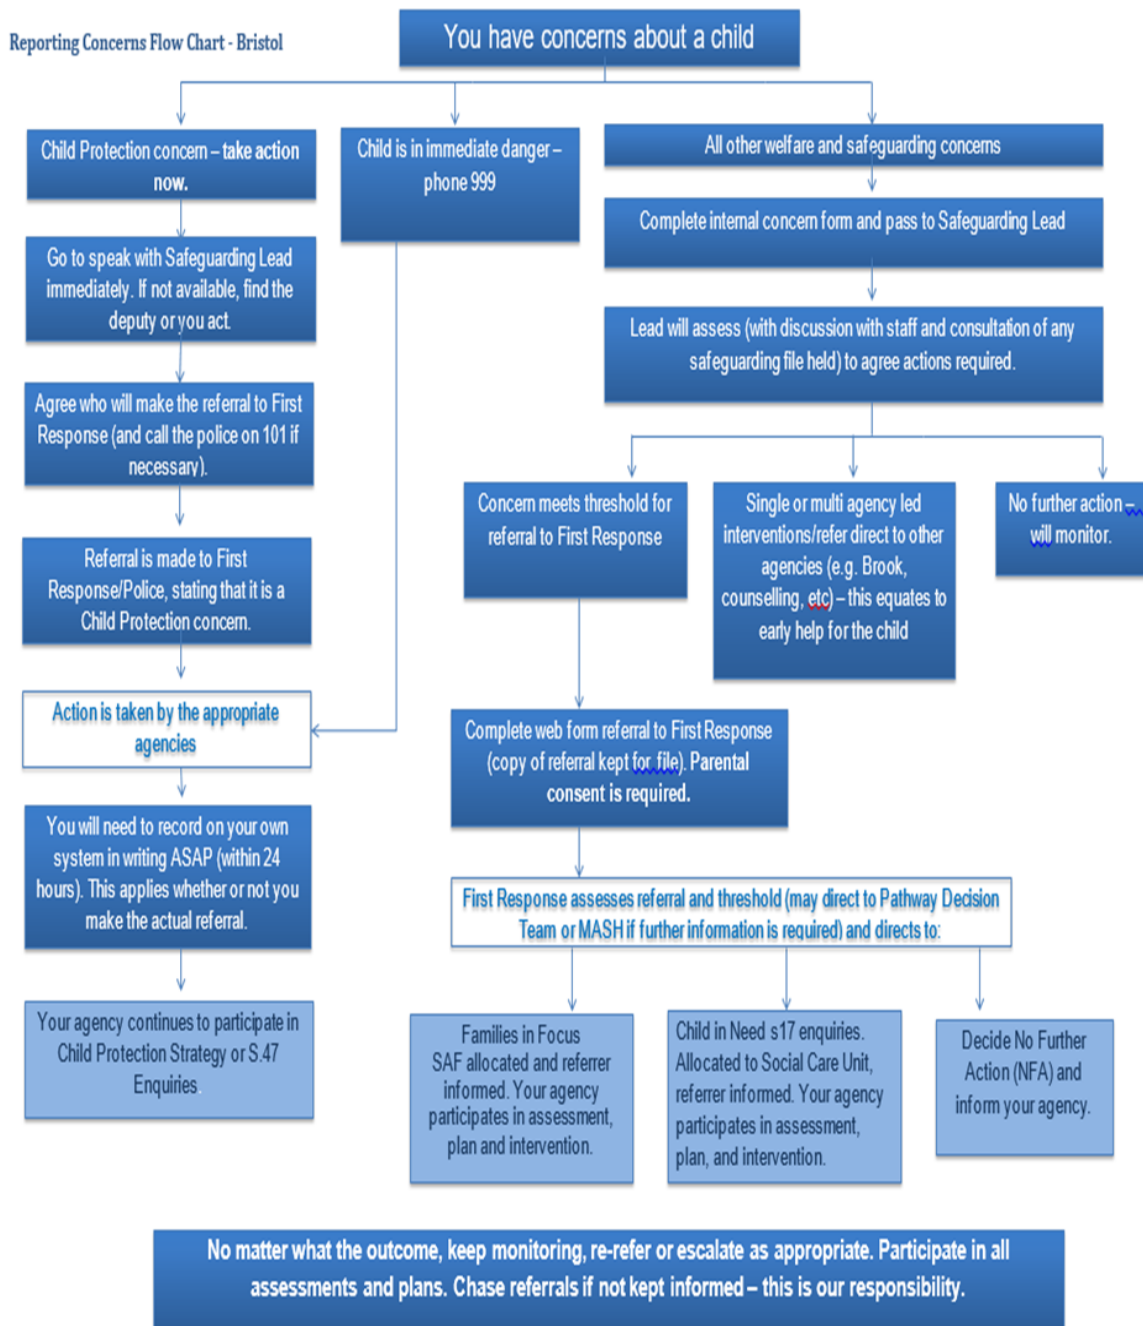 Reporting Concerns Flow Chart - Bristol
You have concerns about a child
Child Protection concern – take action
now.
Child is in immediate danger –
phone 999
All other welfare and safeguarding concerns
Go to speak with Safeguarding Lead
immediately. If not available, find the
deputy or you act.
Complete internal concern form and pass to Safeguarding Lead
Lead will assess (with discussion with staff and consultation of any
safeguarding file held) to agree actions required.
Agree who will make the referral to First
Response (and call the police on 101 if
necessary).
Concern meets threshold for
referral to First Response
Single or multi agency led
interventions/refer direct to other
agencies (e.g. Brook,
counselling, etc) – this equates to
early help for the child
No further action –
will monitor.
Referral is made to First
Response/Police, stating that it is a
Child Protection concern.
Action is taken by the appropriate
agencies
Complete web form referral to First Response
(copy of referral kept for file). Parental
consent is required.
You will need to record on your own
system in writing ASAP (within 24
hours). This applies whether or not you
make the actual referral.
First Response assesses referral and threshold (may direct to Pathway Decision
Team or MASH if further information is required) and directs to:
Your agency continues to participate in
Child Protection Strategy or S.47
Enquiries.
Families in Focus
SAF allocated and referrer
informed. Your agency
participates in assessment,
plan and intervention.
Child in Need s17 enquiries.
Allocated to Social Care Unit,
referrer informed. Your agency
participates in assessment,
plan, and intervention.
Decide No Further
Action (NFA) and
inform your agency.
No matter what the outcome, keep monitoring, re-refer or escalate as appropriate. Participate in all
assessments and plans. Chase referrals if not kept informed – this is our responsibility.